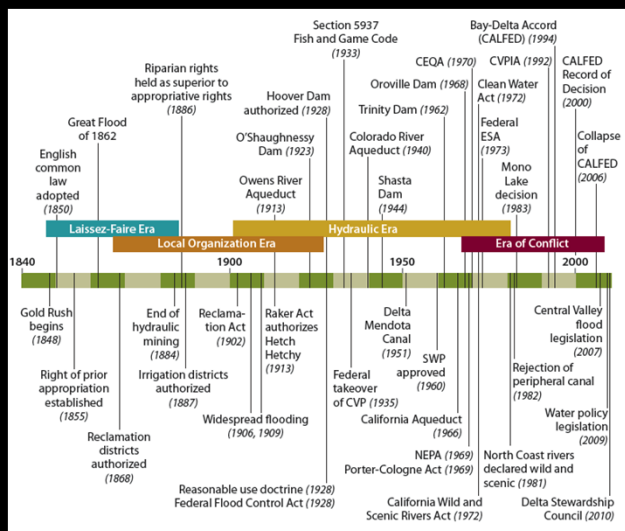 Section 5937
Fish and Game Code
(1933)
Bay-Delta Accord
(CALFED) (1994)
Riparian rights
held as superior to
appropriative rights
(1886)
CEQA (1970)
CVPIA (1992)
CALFED
Record of
Decision
(2000)
Hoover Dam
authorized (1928)
Oroville Dam (1968)
Clean Water
Act (1972)
Great Flood
of 1862
Trinity Dam (1962)
O'Shaughnessy
Dam (1923)
Colorado River
Aqueduct (1940)
Federal
ESA
(1973)
Collapse
of
CALFED
(2006)
English
common
law
adopted
(1850)
Owens River
Aqueduct
(1913)
Shasta
Dam
(1944)
Mono
Lake
decision
(1983)
Laissez-Faire Era
Hydraulic Era
Local Organization Era
Era of Conflict
1840
1900
1950
2000
Gold Rush
begins
(1848)
End of
hydraulic
mining
(1884)
Reclama-
tion Act
(1902)
Raker Act
authorizes
Hetch
Hetchy
(1913)
Delta
Mendota
Canal
(1951)
Central Valley
flood
legislation
(2007)
Right of prior
appropriation
established
(1855)
Irrigation districts
authorized
(1887)
Federal
takeover
of CVP (1935)
SWP
approved
(1960)
Rejection of
peripheral canal
(1982)
Widespread flooding
(1906, 1909)
California Aqueduct
(1966)
Water policy
legislation
(2009)
Reclamation
districts
authorized
(1868)
NEPA (1969)
Porter-Cologne Act (1969)
North Coast rivers
declared wild and
scenic (1981)
Reasonable use doctrine (1928)
Federal Flood Control Act (1928)
California Wild and
Scenic Rivers Act (1972)
Delta Stewardship
Council (2010)